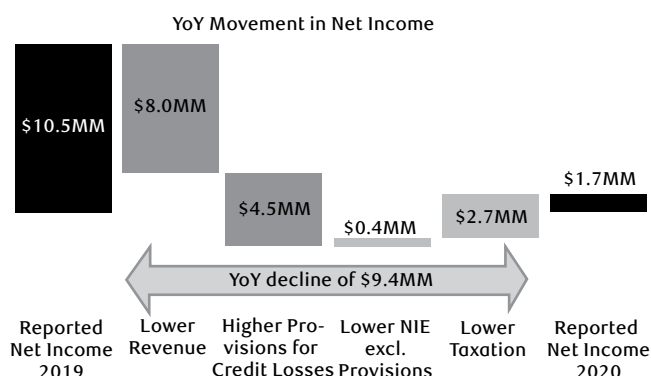 YoY Movement in Net Income
$10.5MM
$8.0MM
$4.5MM
$0.4MM
$2.7MM
$1.7MM
YoY decline of $9.4MM
Reported
Net Income
2019
Lower
Revenue
Higher Pro-
visions for
Credit Losses
Lower NIE
excl.
Provisions
Lower
Taxation
Reported
Net Income
2020